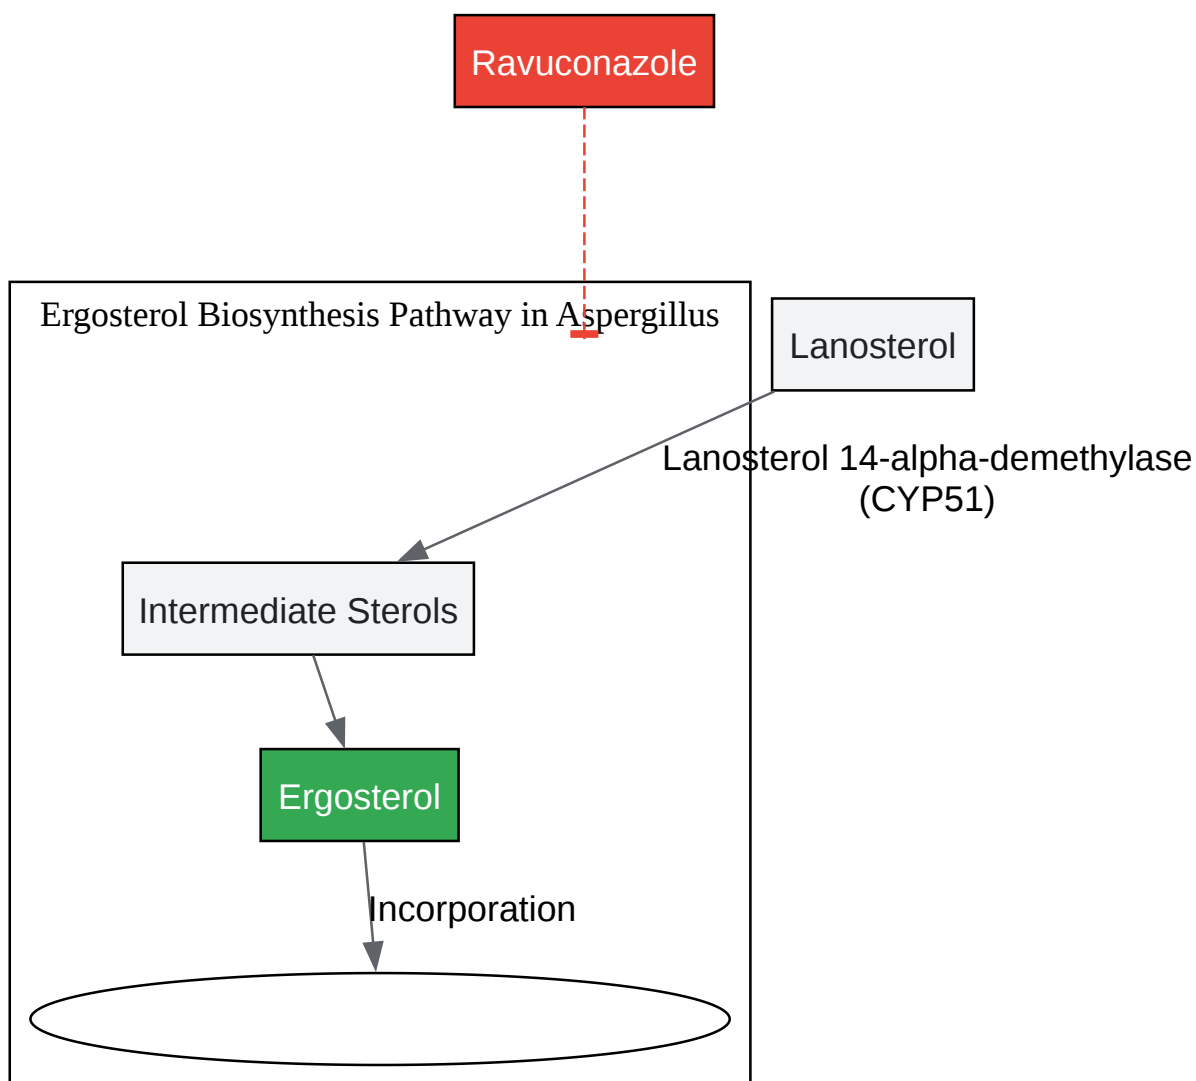 Ravuconazole
Ergosterol Biosynthesis Pathway in Aspergillus
Lanosterol
Lanosterol 14-alpha-demethylase
(CYP51)
Intermediate Sterols
Ergosterol
Incorporation